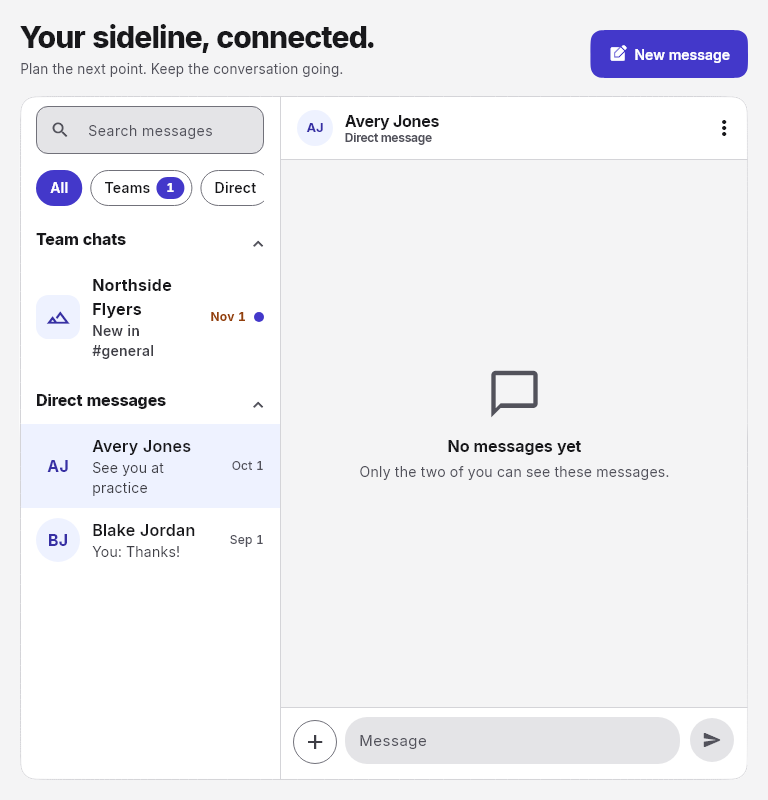 Your sideline, connected.
Plan the next point. Keep the conversation going.
New message
Search messages
All
Teams 1
Direct
Team chats
Northside
Flyers
New in
#general
Nov 1
Direct messages
AJ
Avery Jones
See you at
practice
Oct 1
BJ
Blake Jordan
You: Thanks!
Sep 1
AJ
Avery Jones
Direct message
No messages yet
Only the two of you can see these messages.
Message